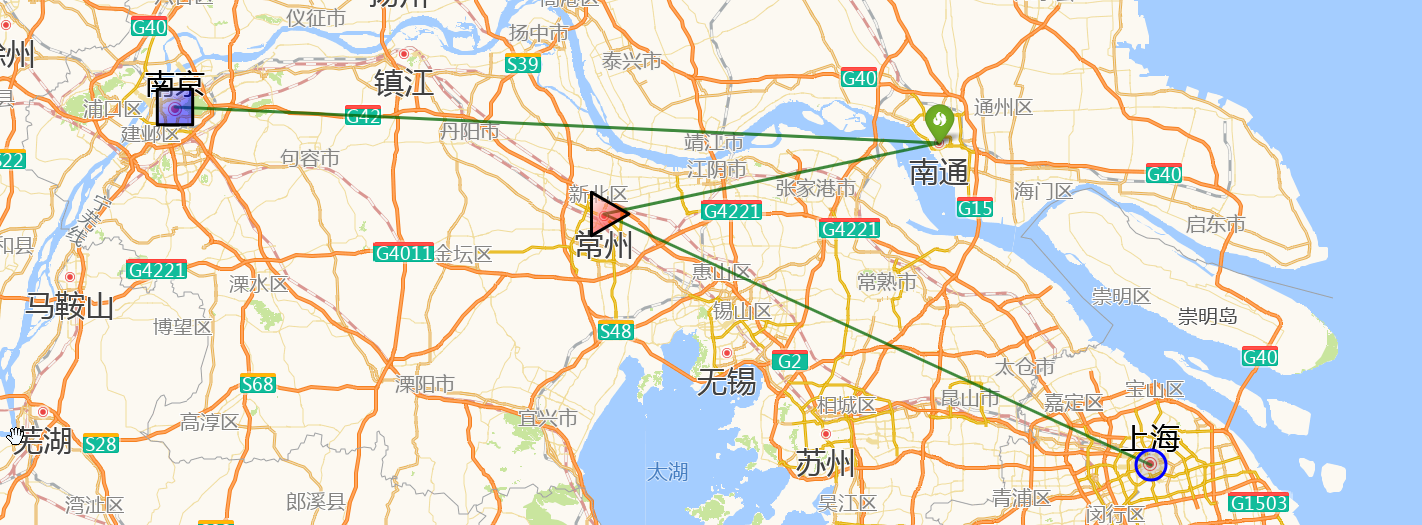 G40
仪征市
扬中市
泰兴市
S39
G40
镇江
南京
浦口区
建邺区
G42
丹阳市
靖江市
江阴市
通州区
南通
G40
句容市
新北区
张家港市
海门区
G15
启东市
G4221
G4221
常州
宁芜线
和县
G4221
G4011
金坛区
溧水区
惠山区
常熟市
崇明区
崇明岛
马鞍山
博望区
锡山区
S48
G2
G40
无锡
太仓市
S68
溧阳市
宝山区
昆山市
嘉定区
相城区
高淳区
宜兴市
上海
芜湖
S28
苏州
太湖
湾沚区
郎溪县
吴江区
青浦区
闵行区
G1503